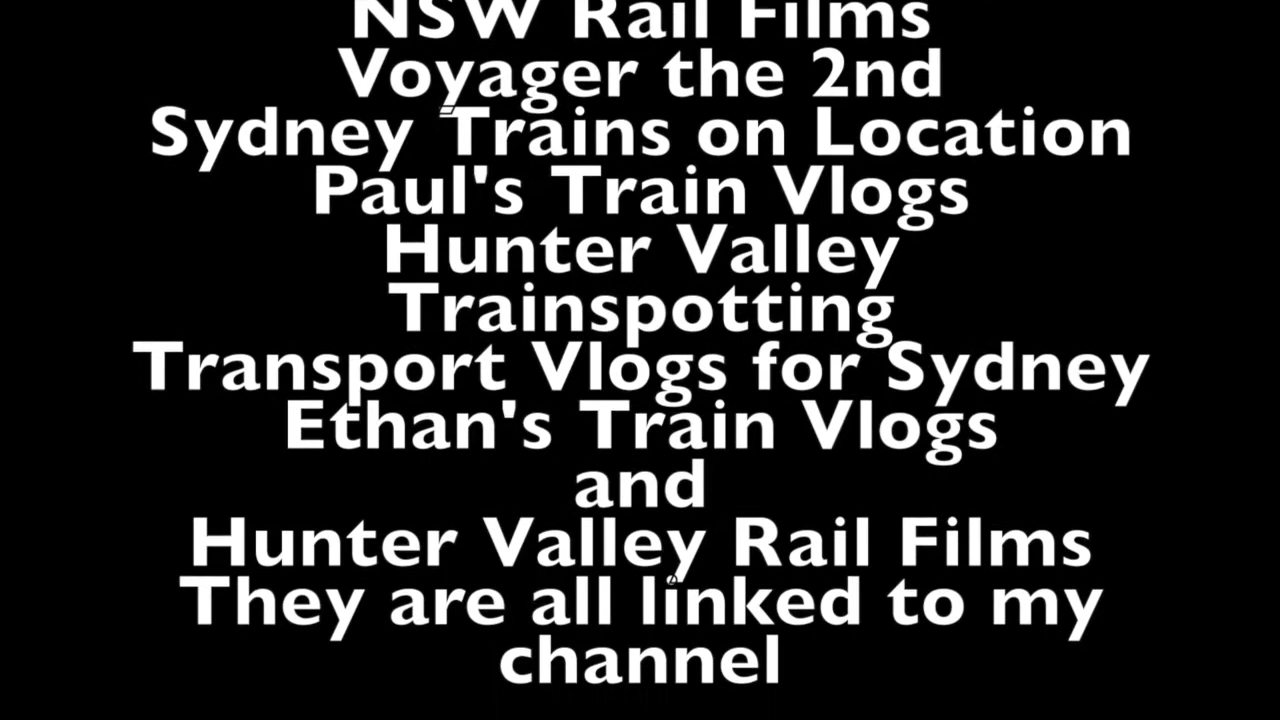 NSW Rail Films
Voyager the 2nd
Sydney Trains on Location
Paul's Train Vlogs
Hunter Valley
Trainspotting
Transport Vlogs for Sydney
Ethan's Train Vlogs
and
Hunter Valley Rail Films
They are all linked to my
channel